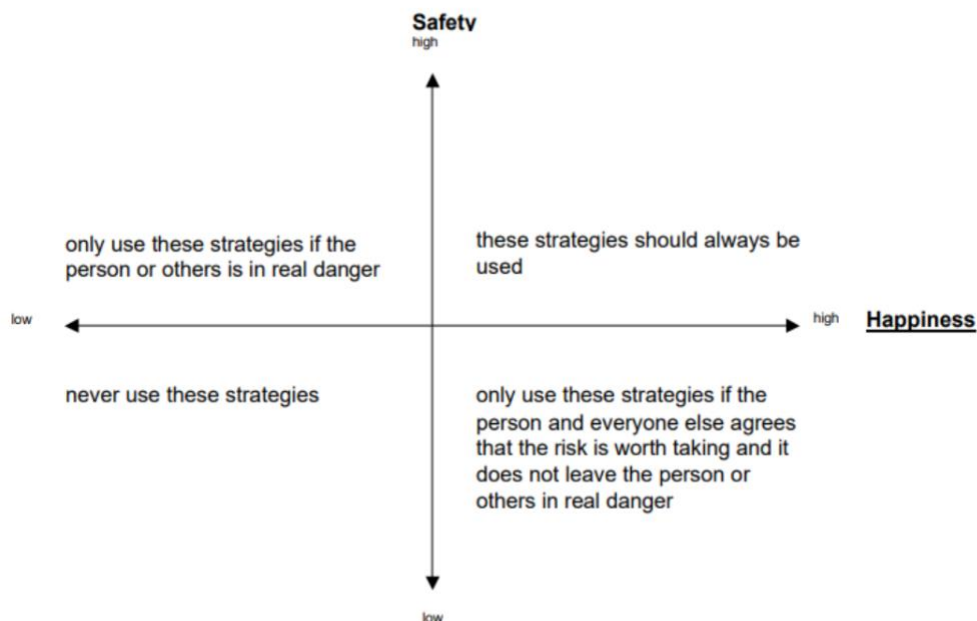 Safety
high
only use these strategies if the
person or others is in real danger
these strategies should always be
used
low
high
Happiness
never use these strategies
only use these strategies if the
person and everyone else agrees
that the risk is worth taking and it
does not leave the person or
others in real danger
low